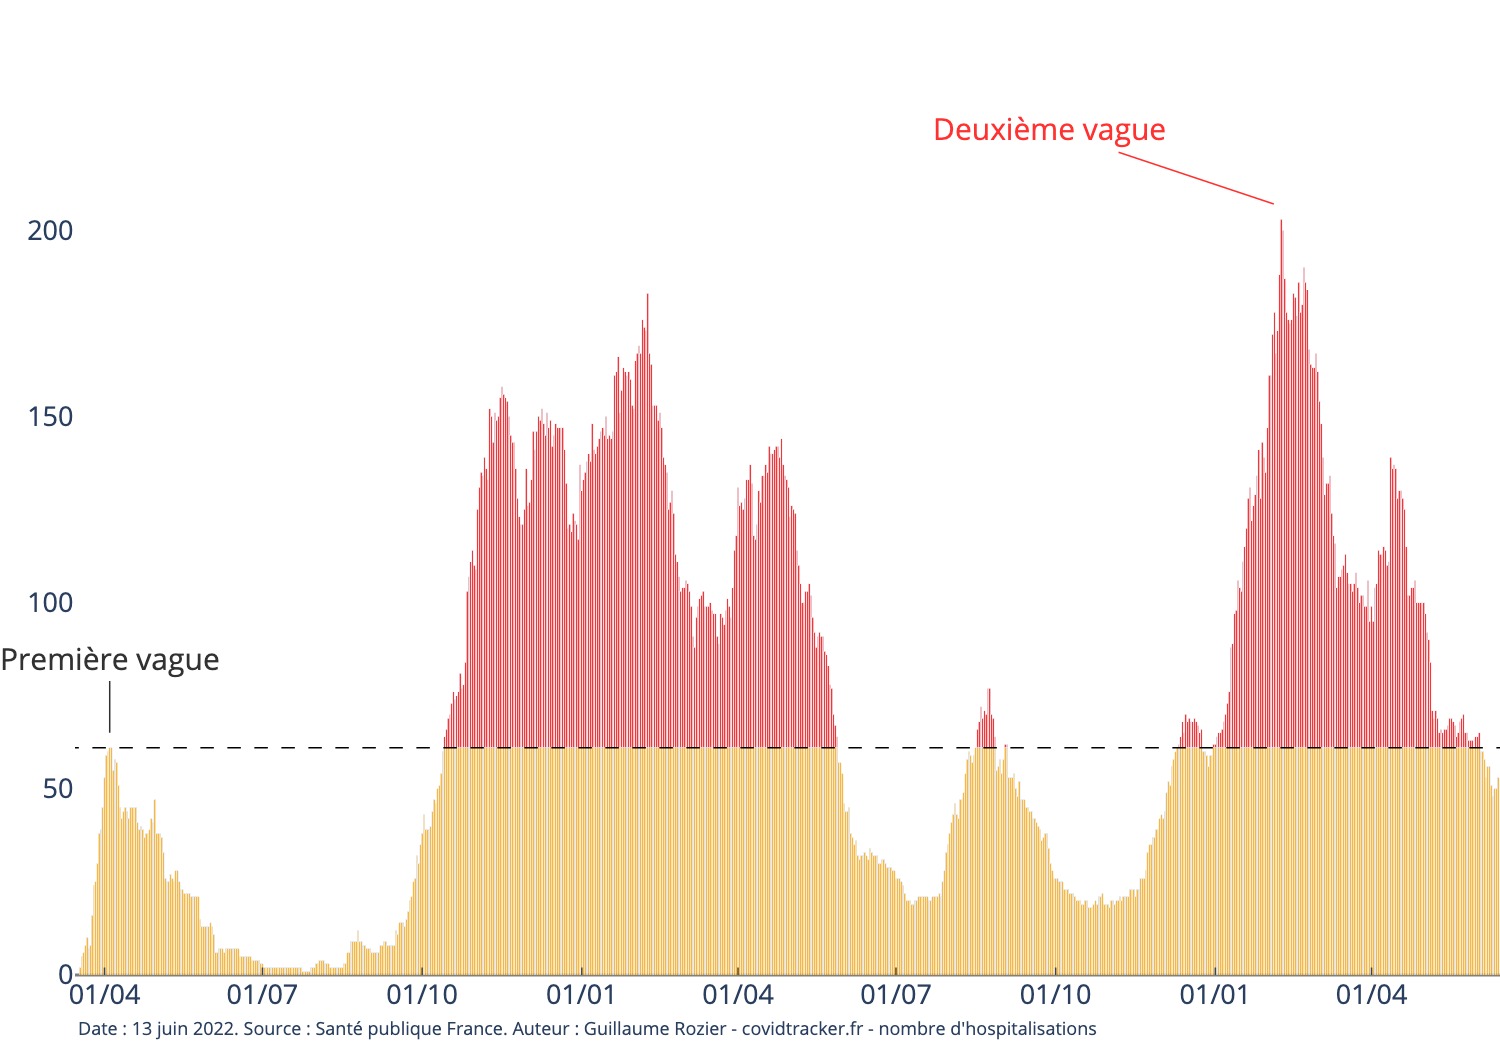 Deuxième vague
200
150
100
Première vague
50
0
01/04 01/07 01/10 01/01 01/04 01/07 01/10 01/01 01/04
Date : 13 juin 2022. Source : Santé publique France. Auteur : Guillaume Rozier - covidtracker.fr - nombre d'hospitalisations